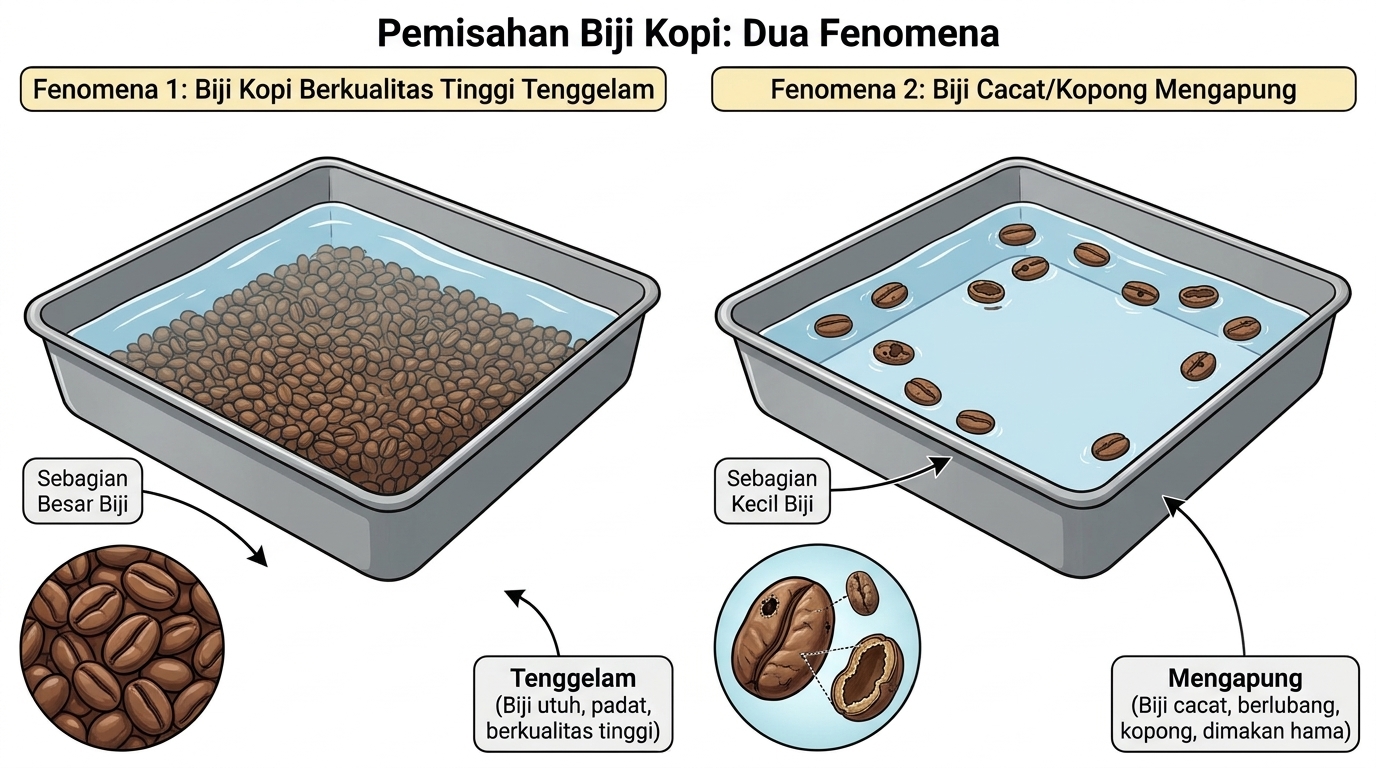 Pemisahan Biji Kopi: Dua Fenomena
Fenomena 1: Biji Kopi Berkualitas Tinggi Tenggelam
Sebagian
Besar Biji
Tenggelam
(Biji utuh, padat,
berkualitas tinggi)
Fenomena 2: Biji Cacat/Kopong Mengapung
Sebagian
Kecil Biji
Mengapung
(Biji cacat, berlubang,
kopong, dimakan hama)